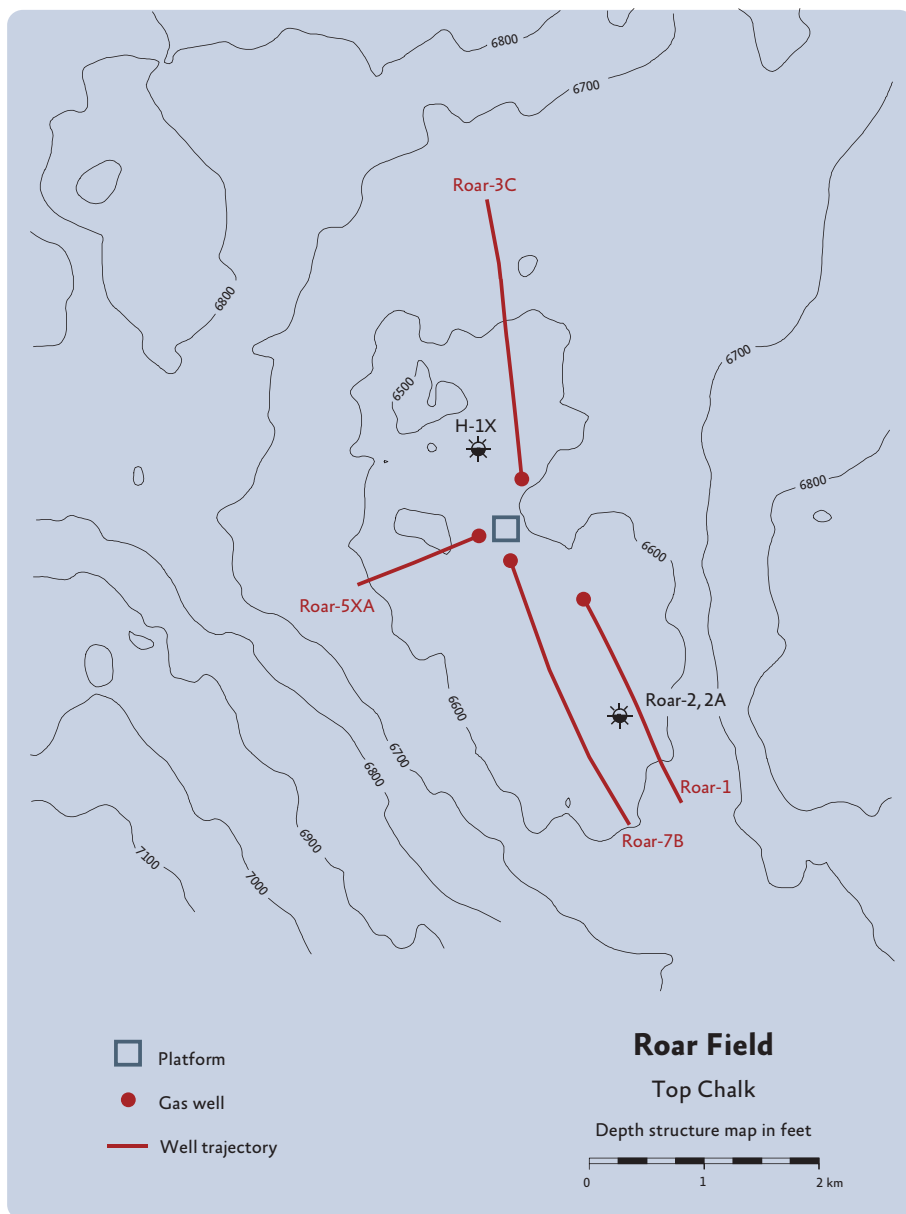 6800
6700
Roar-3C
6800
6700
6500
H-1X
6800
6600
Roar-5XA
Roar-2, 2A
6600
6700
6800
Roar-1
Roar-7B
6900
7100
7000
Roar Field
Platform
Top Chalk
Gas well
Depth structure map in feet
Well trajectory
0 1 2 km